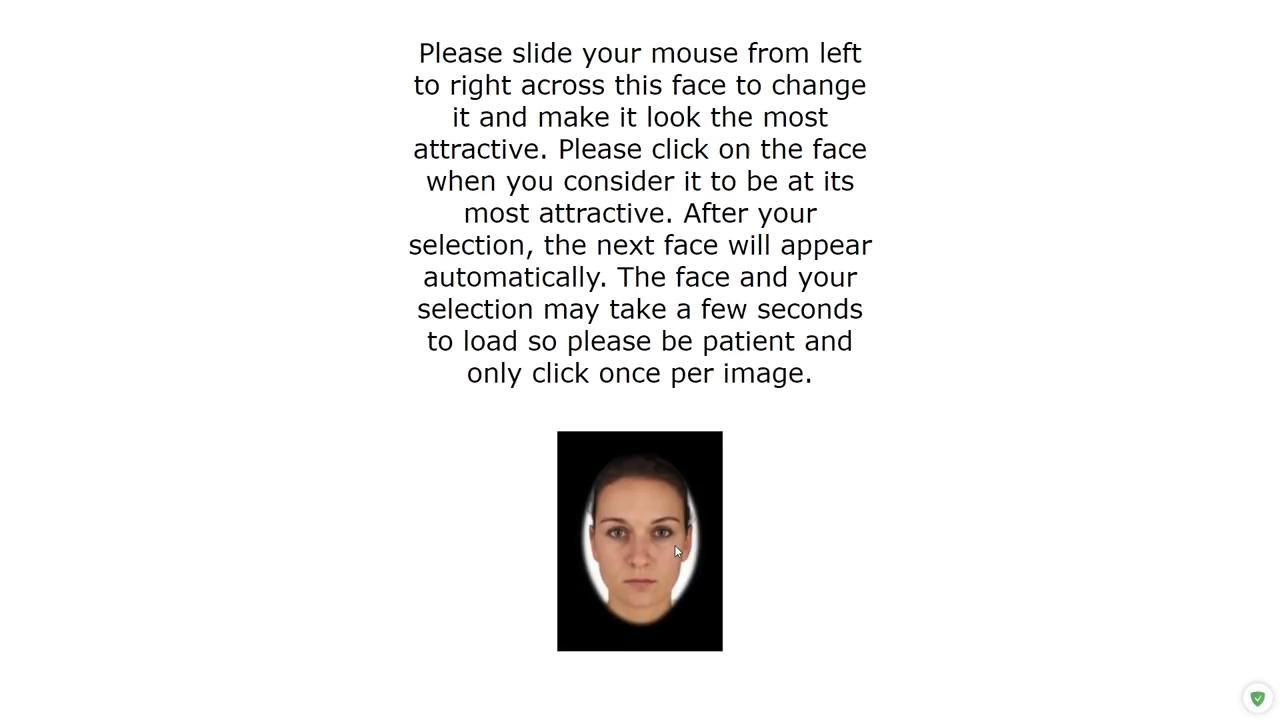 Please slide your mouse from left
to right across this face to change
it and make it look the most
attractive. Please click on the face
when you consider it to be at its
most attractive. After your
selection, the next face will appear
automatically. The face and your
selection may take a few seconds
to load so please be patient and
only click once per image.